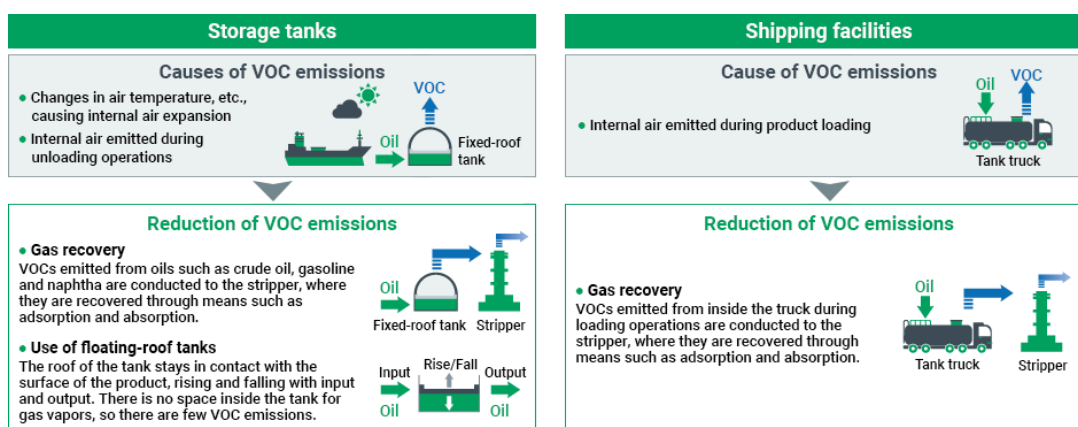 Storage tanks
Causes of VOC emissions
• Changes in air temperature, etc.,
causing internal air expansion
• Internal air emitted during
unloading operations
VOC
Oil
Fixed-roof
tank
Reduction of VOC emissions
• Gas recovery
VOCs emitted from oils such as crude oil, gasoline
and naphtha are conducted to the stripper, where
they are recovered through means such as
adsorption and absorption.
Oil
Fixed-roof tank
Stripper
• Use of floating-roof tanks
The roof of the tank stays in contact with the
surface of the product, rising and falling with input
and output. There is no space inside the tank for
gas vapors, so there are few VOC emissions.
Input
Rise/Fall
Output
Oil
Oil
Shipping facilities
Cause of VOC emissions
• Internal air emitted during product loading
Oil
VOC
Tank truck
Reduction of VOC emissions
• Gas recovery
VOCs emitted from inside the truck during
loading operations are conducted to the
stripper, where they are recovered through
means such as adsorption and absorption.
Oil
Tank truck
Stripper